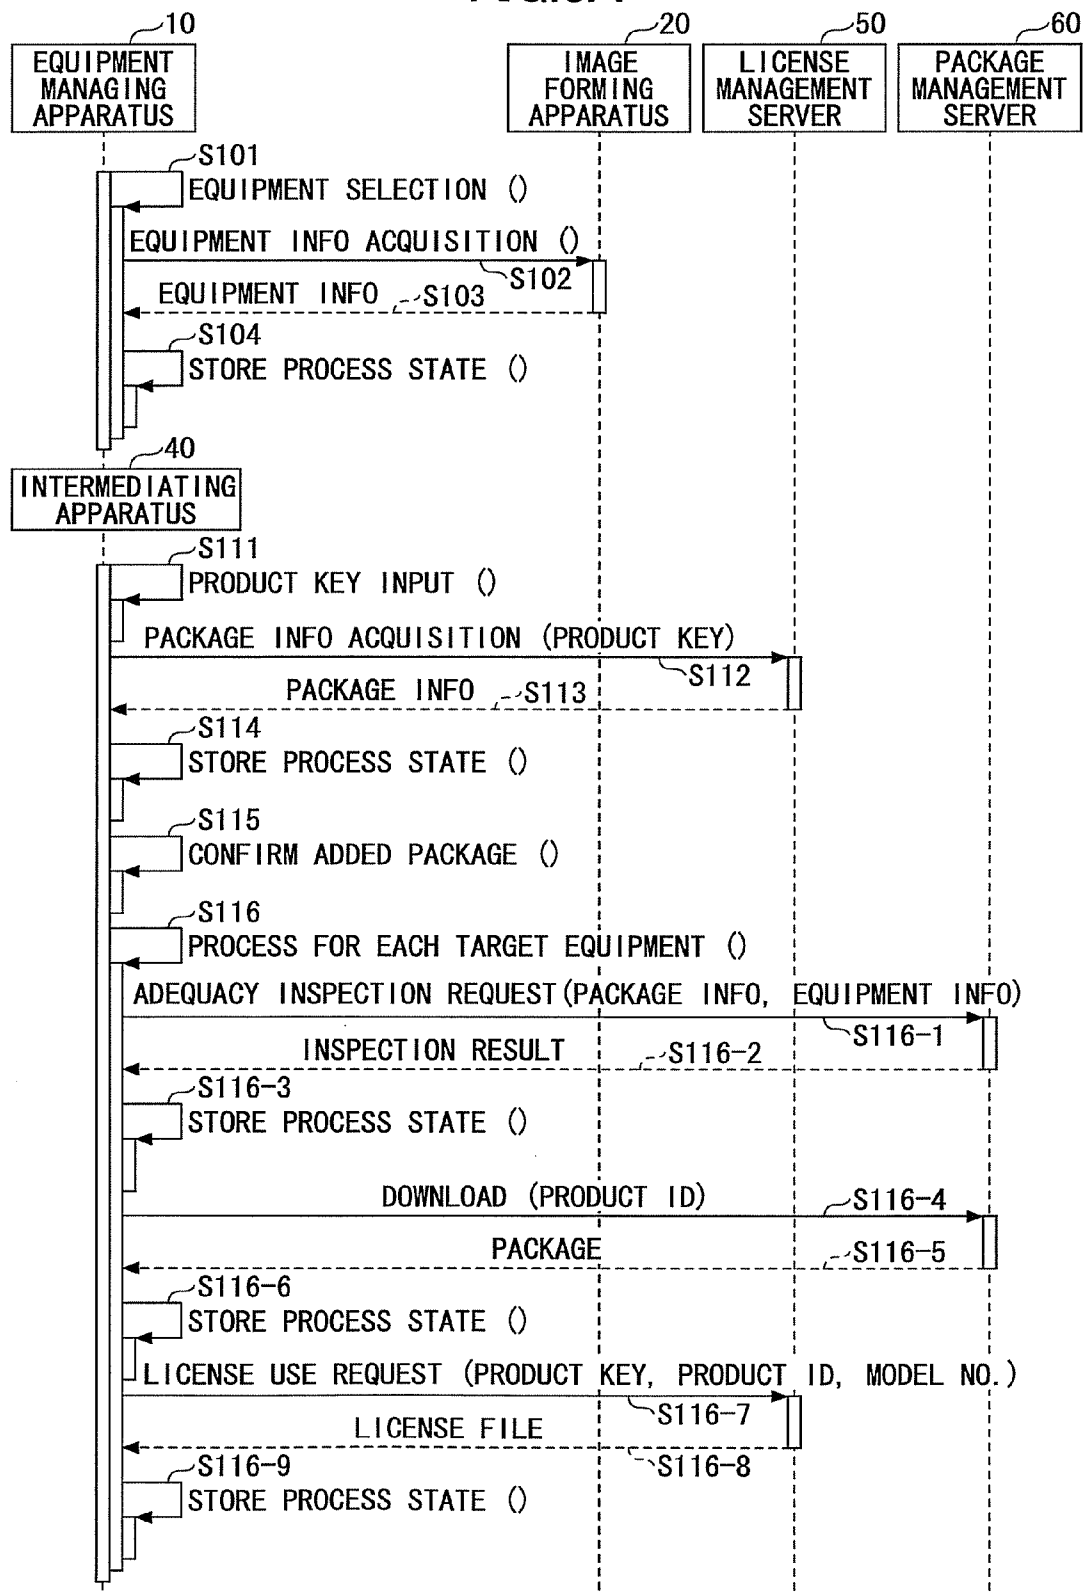 10
20
50
60
EQUIPMENT
MANAGING
APPARATUS
IMAGE
FORMING
APPARATUS
LICENSE
MANAGEMENT
SERVER
PACKAGE
MANAGEMENT
SERVER
S101
EQUIPMENT SELECTION ()
EQUIPMENT INFO ACQUISITION ()
S102
EQUIPMENT INFO
S103
S104
STORE PROCESS STATE ()
40
INTERMEDIATING
APPARATUS
S111
PRODUCT KEY INPUT ()
PACKAGE INFO ACQUISITION (PRODUCT KEY)
S112
PACKAGE INFO
S113
S114
STORE PROCESS STATE ()
S115
CONFIRM ADDED PACKAGE ()
S116
PROCESS FOR EACH TARGET EQUIPMENT ()
ADEQUACY INSPECTION REQUEST(PACKAGE INFO, EQUIPMENT INFO)
S116-1
INSPECTION RESULT
S116-2
S116-3
STORE PROCESS STATE ()
DOWNLOAD (PRODUCT ID)
S116-4
PACKAGE
S116-5
S116-6
STORE PROCESS STATE ()
LICENSE USE REQUEST (PRODUCT KEY, PRODUCT ID, MODEL NO.)
S116-7
LICENSE FILE
S116-8
S116-9
STORE PROCESS STATE ()